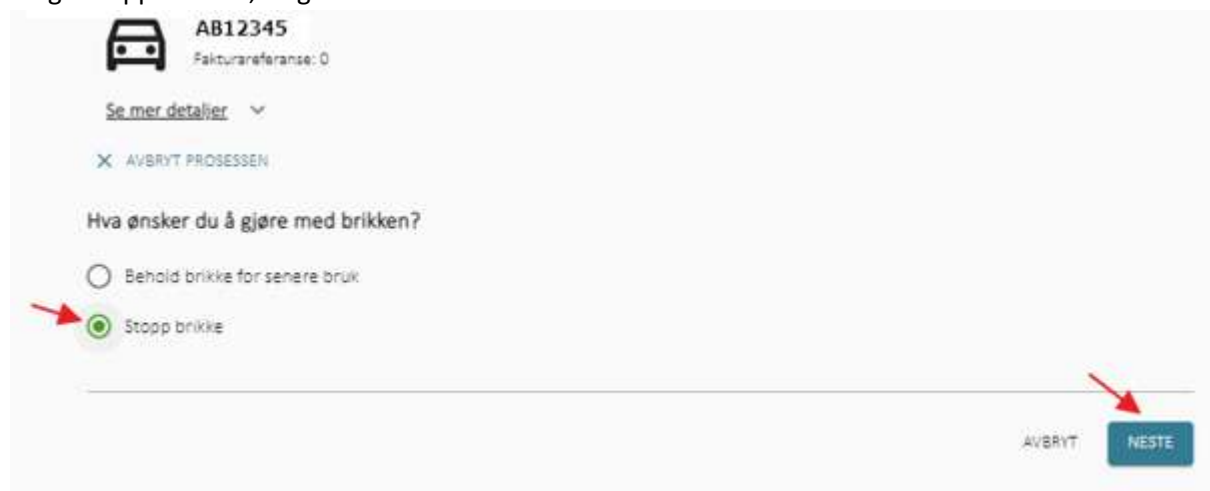 AB12345
Fakturareferanse: 0
Se mer detaljer
AVBRYT PROSESSEN
Hva ønsker du å gjøre med brikken?
Behold brikke for senere bruk
Stopp brikke
AVBRYT NESTE